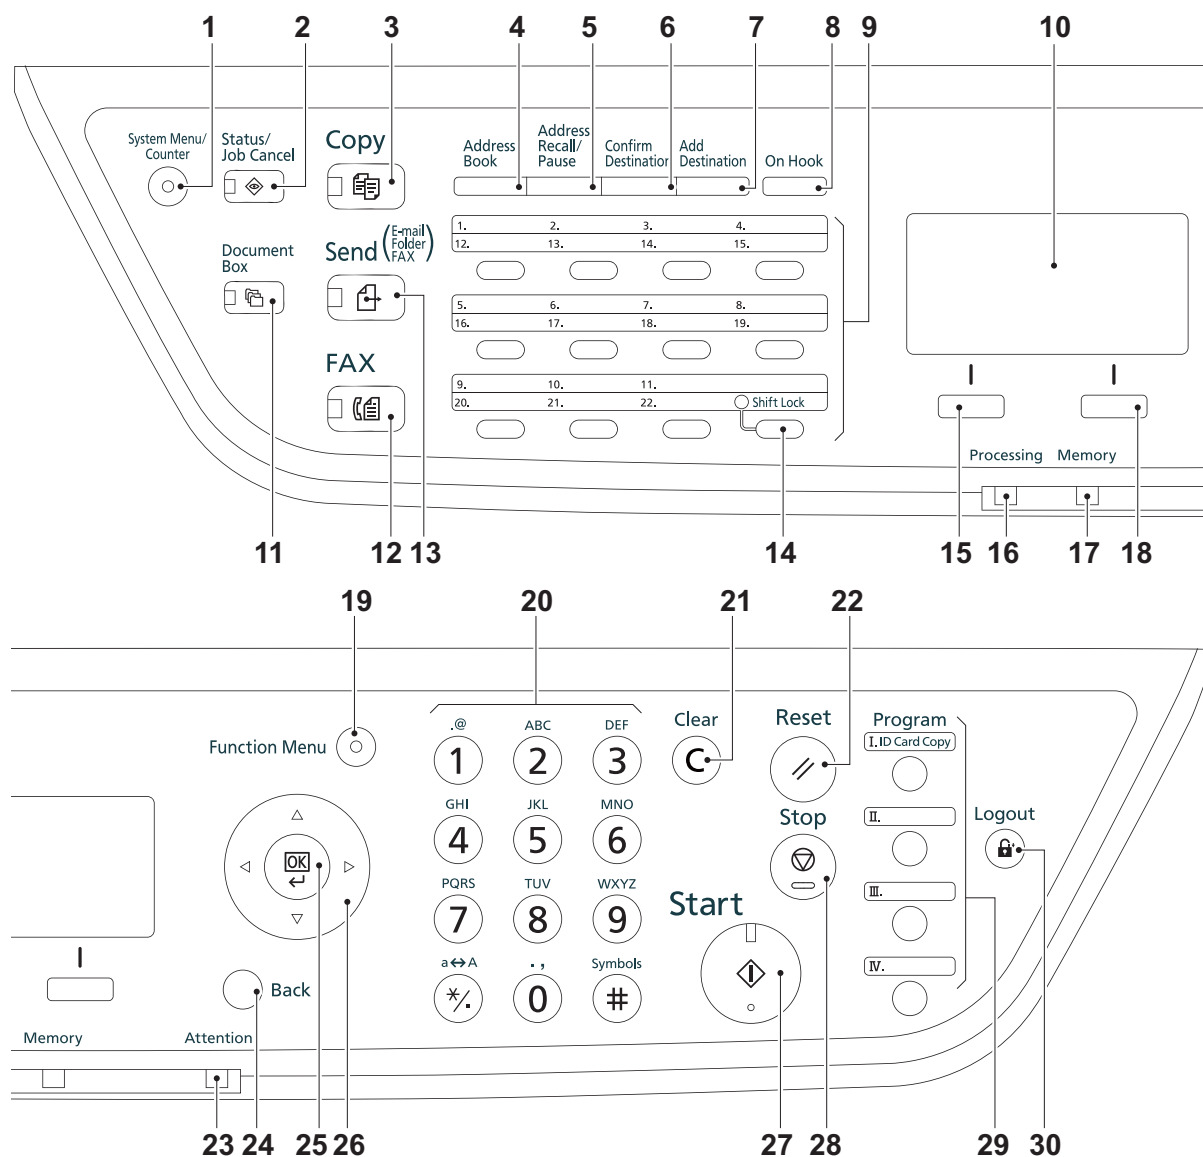 1 2 3 4 5 6 7 8 9 10
System Menu/
Counter
Status/
Job Cancel
Copy
Address
Book
Address
Recall/
Pause
Confirm
Destination
Add
Destination
On Hook
1. 2. 3. 4.
12. 13. 14. 15.
Document
Box
Send (E-mail
Folder
FAX)
5. 6. 7. 8.
16. 17. 18. 19.
FAX
9. 10. 11.
20. 21. 22. Shift Lock
Processing Memory
11 12 13 14 15 16 17 18
19 20 21 22
Function Menu
.@ ABC DEF
1 2 3
Clear
C
Reset
Program
I. ID Card Copy
GHI JKL MNO
4 5 6
Stop
II.
Logout
OK
PQRS TUV WXYZ
7 8 9
Start
III.
a↔A . , Symbols
*/. 0 #
IV.
Back
Memory Attention
23 24 25 26 27 28 29 30